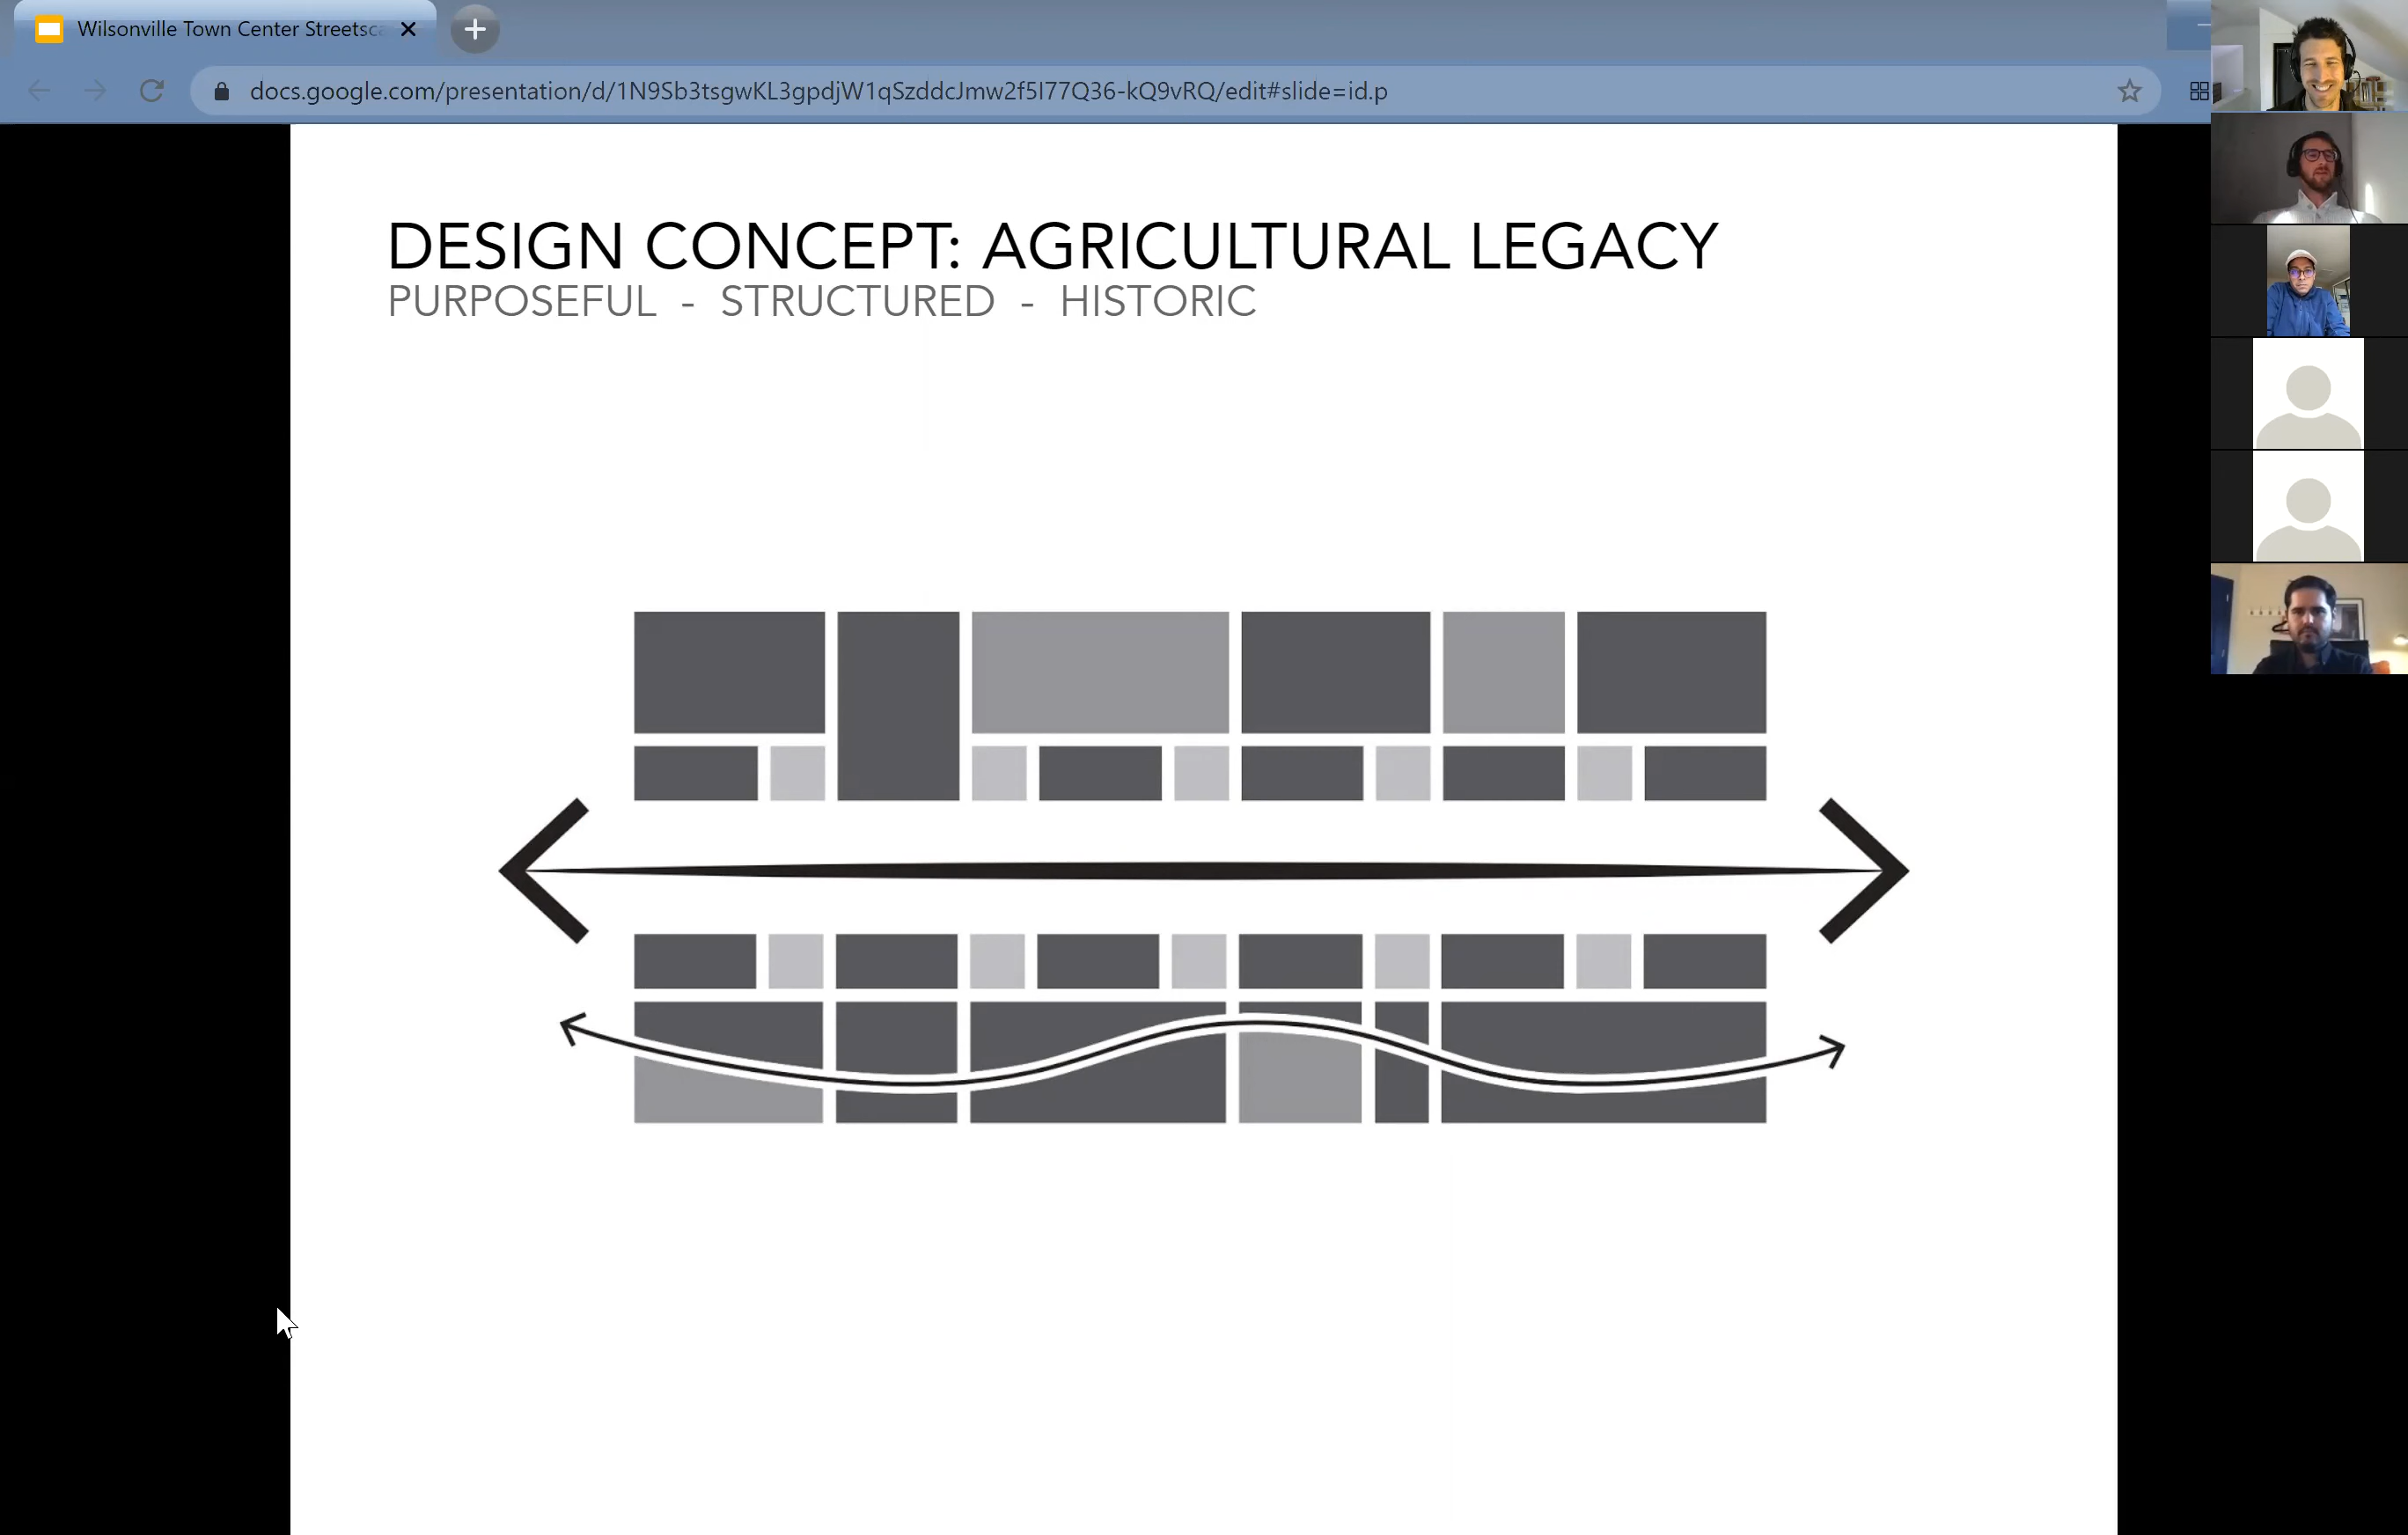 Wilsonville Town Center Streetsc
docs.google.com/presentation/d/1N9Sb3tsgwKL3gpdjW1qSzddcJmw2f5I77Q36-kQ9vRQ/edit#slide=id.p
DESIGN CONCEPT: AGRICULTURAL LEGACY
PURPOSEFUL - STRUCTURED - HISTORIC